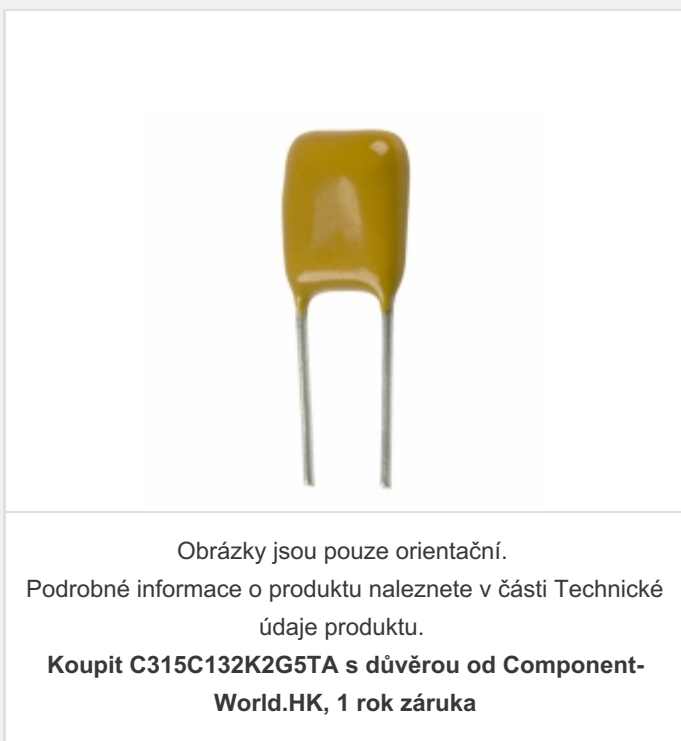 Obrázky jsou pouze orientační.
Podrobné informace o produktu naleznete v části Technické
údaje produktu.
Koupit C315C132K2G5TA s důvěrou od Component-
World.HK, 1 rok záruka